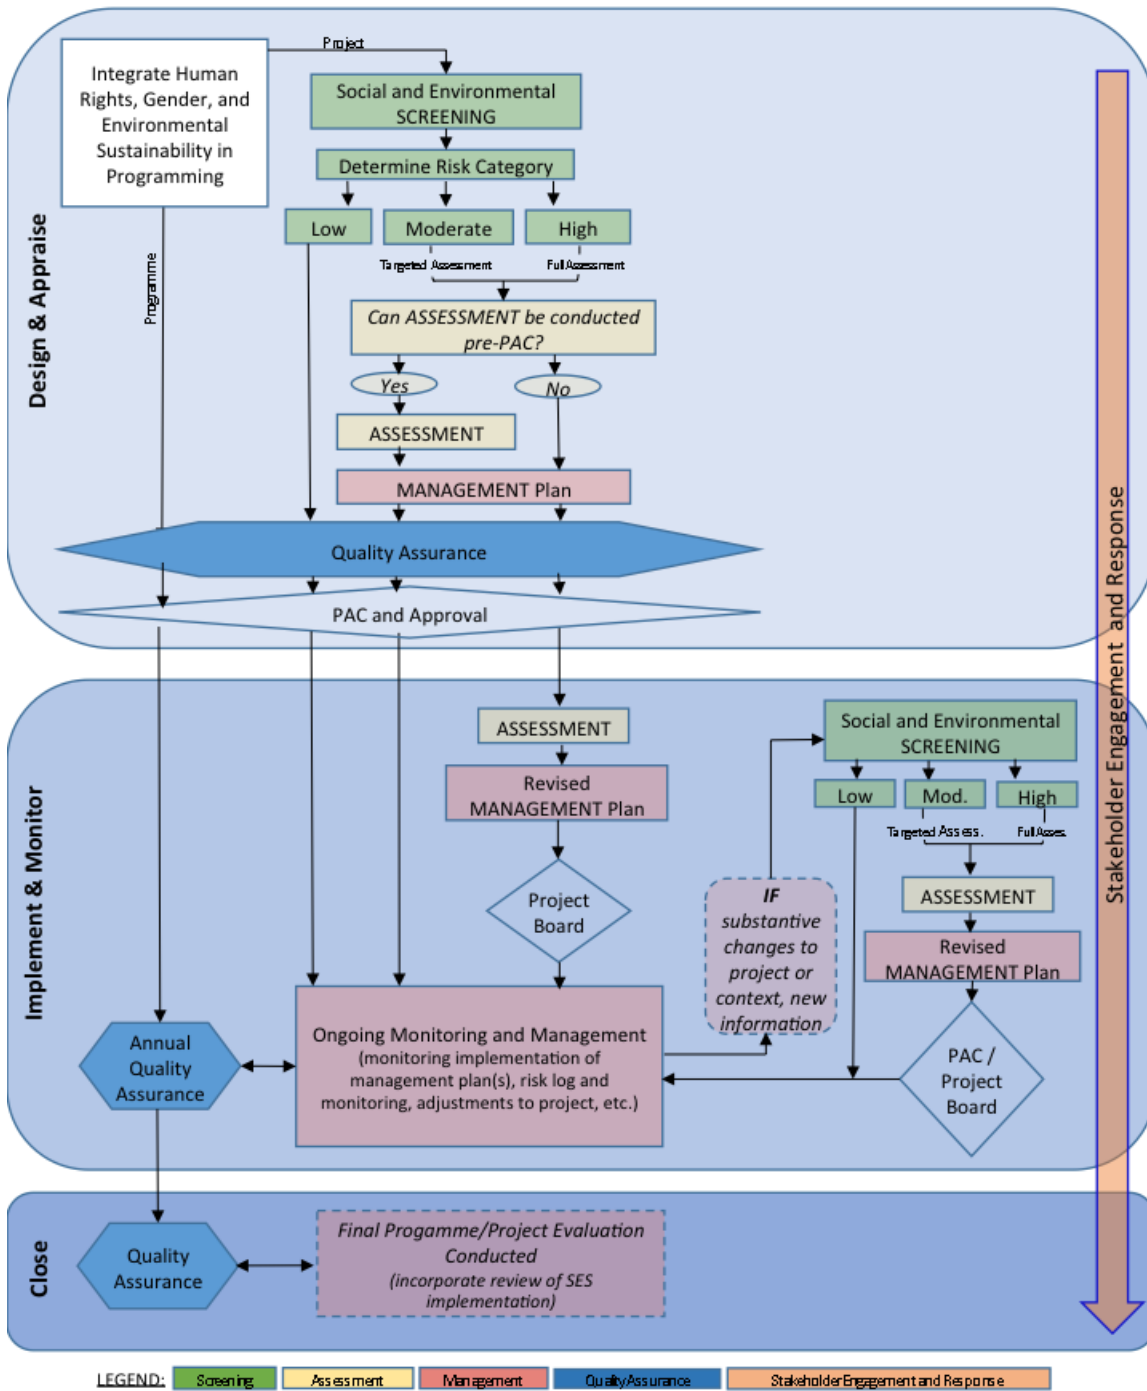 Project
Integrate Human
Rights, Gender, and
Environmental
Sustainability in
Programming
Social and Environmental
SCREENING
Determine Risk Category
Low
Moderate
High
Targeted Assessment
Full Assessment
Programme
Can ASSESSMENT be conducted
pre-PAC?
Yes
No
ASSESSMENT
MANAGEMENT Plan
Quality Assurance
PAC and Approval
Design & Appraise
Stakeholder Engagement and Response
ASSESSMENT
Revised
MANAGEMENT Plan
Project
Board
Social and Environmental
SCREENING
Low
Mod.
High
Targeted Assess.
Full Asses.
ASSESSMENT
Revised
MANAGEMENT Plan
PAC /
Project
Board
IF
substantive
changes to
project or
context, new
information
Implement & Monitor
Annual
Quality
Assurance
Ongoing Monitoring and Management
(monitoring implementation of
management plan(s), risk log and
monitoring, adjustments to project, etc.)
Close
Quality
Assurance
Final Progamme/Project Evaluation
Conducted
(incorporate review of SES
implementation)
LEGEND:
Screening
Assessment
Management
Quality Assurance
Stakeholder Engagement and Response